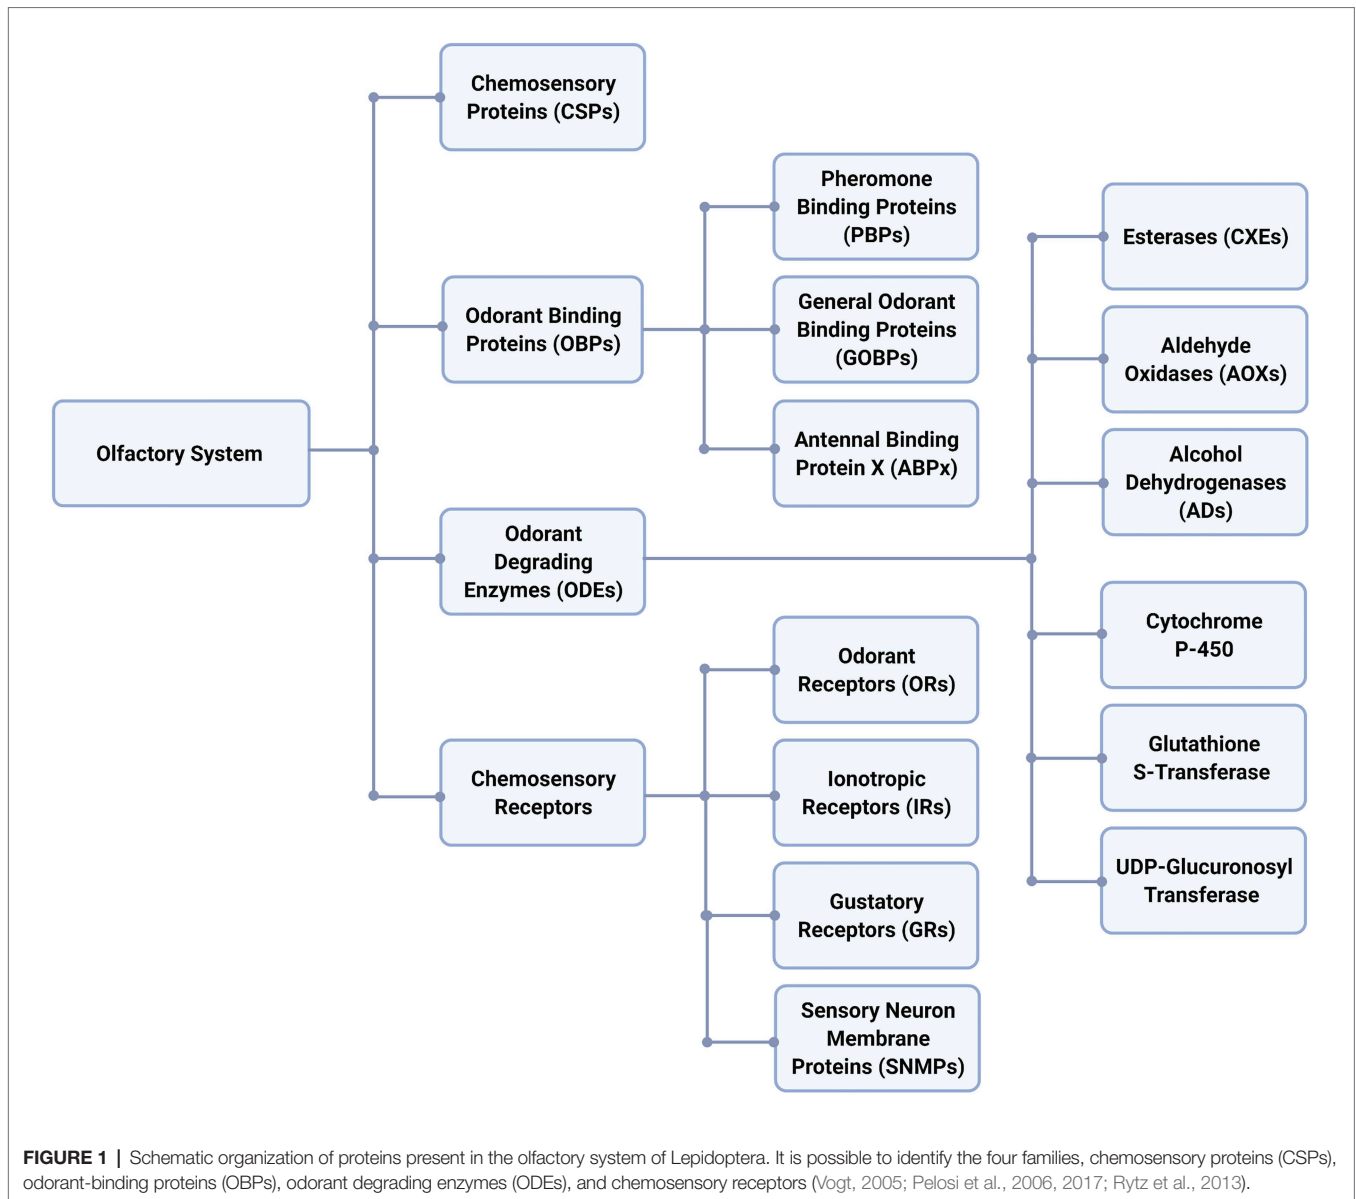 Chemosensory
Proteins (CSPs)
Pheromone
Binding Proteins
(PBPs)
Esterases (CXEs)
Odorant Binding
Proteins (OBPs)
General Odorant
Binding Proteins
(GOBPs)
Aldehyde
Oxidases (AOXs)
Olfactory System
Antennal Binding
Protein X (ABPx)
Alcohol
Dehydrogenases
(ADs)
Odorant
Degrading
Enzymes (ODEs)
Cytochrome
P-450
Odorant
Receptors (ORs)
Chemosensory
Receptors
Ionotropic
Receptors (IRs)
Glutathione
S-Transferase
Gustatory
Receptors (GRs)
UDP-Glucuronosyl
Transferase
Sensory Neuron
Membrane
Proteins (SNMPs)
FIGURE 1 | Schematic organization of proteins present in the olfactory system of Lepidoptera. It is possible to identify the four families, chemosensory proteins (CSPs),
odorant-binding proteins (OBPs), odorant degrading enzymes (ODEs), and chemosensory receptors (Vogt, 2005; Pelosi et al., 2006, 2017; Rytz et al., 2013).